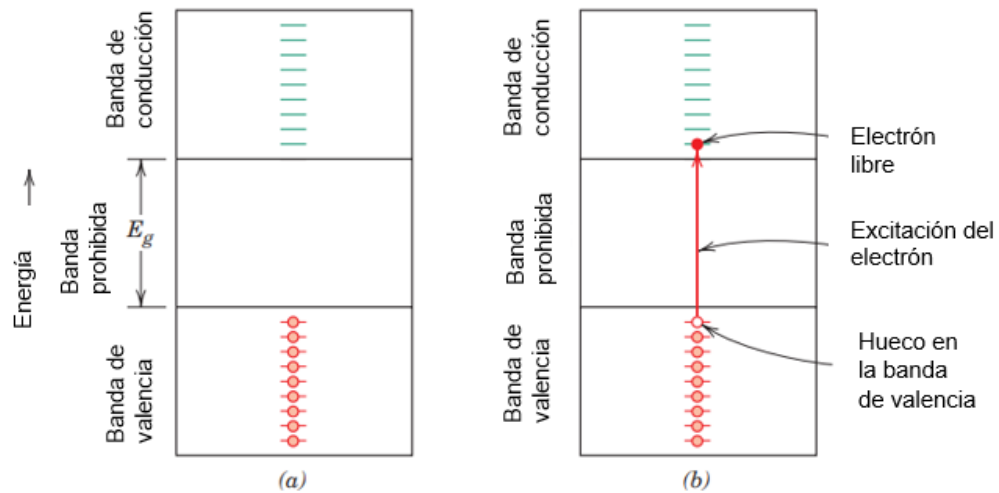 Energía
Banda de
conducción
Banda
prohibida
E_g
Banda de
valencia
(a)
Banda de
conducción
Banda
prohibida
Banda de
valencia
(b)
Electrón
libre
Excitación del
electrón
Hueco en
la banda
de valencia